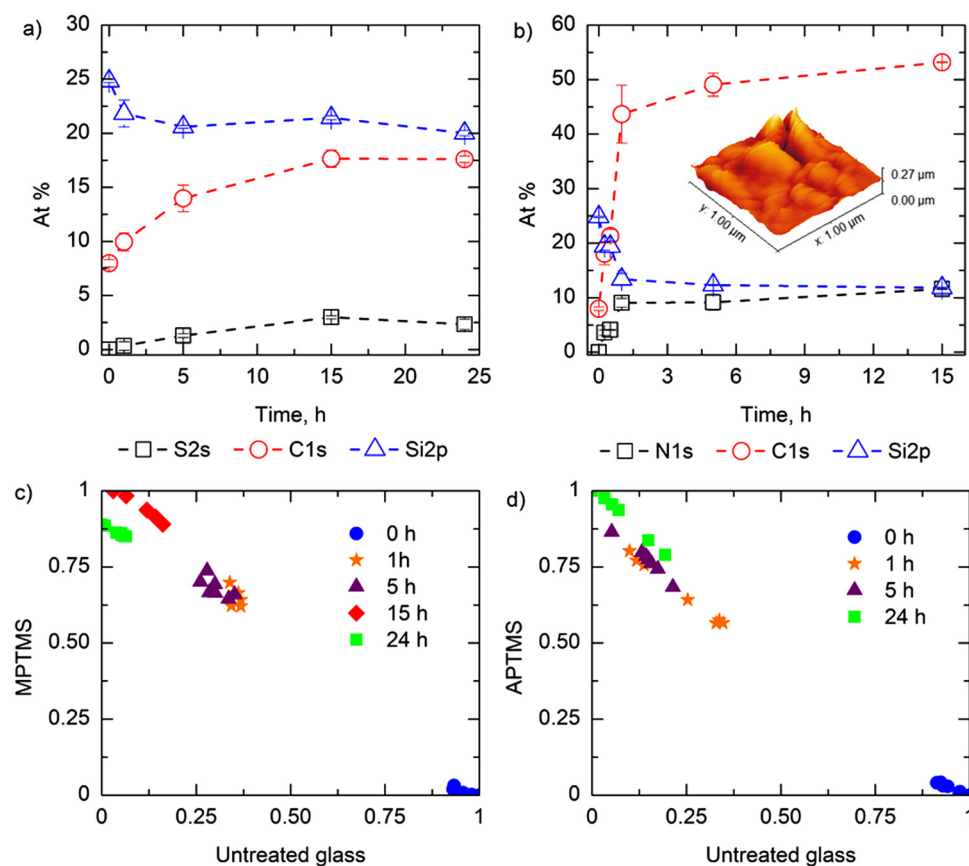 a)
30
25
20
15
10
5
0
At %
0 5 10 15 20 25
Time, h
S2s C1s Si2p
b)
60
50
40
30
20
10
0
At %
0.27 µm
0.00 µm
y: 1.00 µm
x: 1.00 µm
0 3 6 9 12 15
Time, h
N1s C1s Si2p
c)
1
0.75
0.50
0.25
0
MPTMS
0 h
1h
5 h
15 h
24 h
0 0.25 0.50 0.75 1
Untreated glass
d)
1
0.75
0.50
0.25
0
APTMS
0 h
1 h
5 h
24 h
0 0.25 0.50 0.75 1
Untreated glass